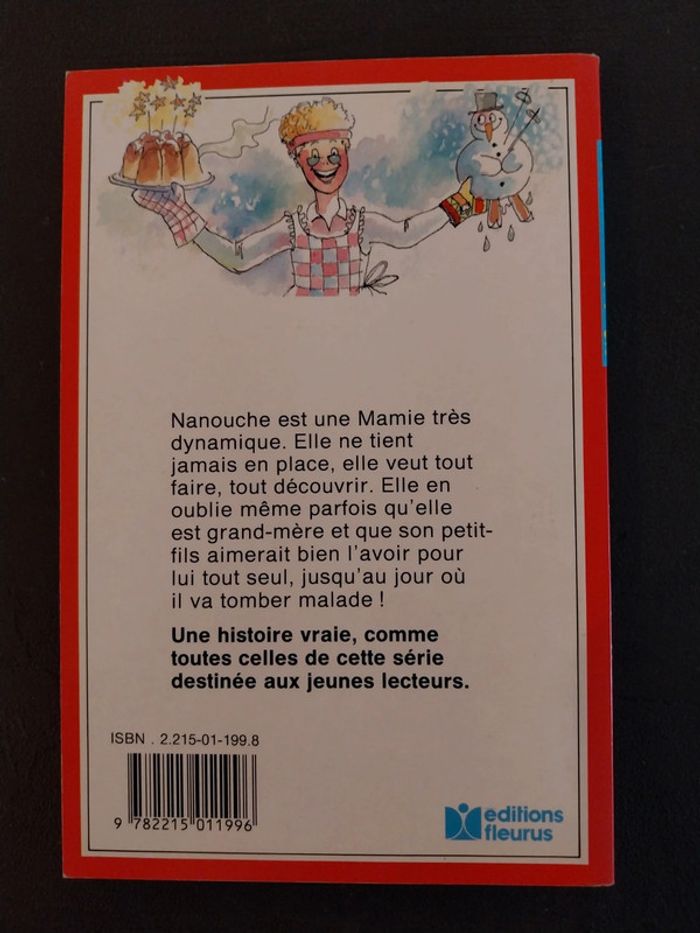 Nanouche est une Mamie très
dynamique. Elle ne tient
jamais en place, elle veut tout
faire, tout découvrir. Elle en
oublie même parfois qu'elle
est grand-mère et que son petit-
fils aimerait bien l'avoir pour
lui tout seul, jusqu'au jour où
il va tomber malade !
Une histoire vraie, comme
toutes celles de cette série
destinée aux jeunes lecteurs.
ISBN . 2.215-01-199.8
9 782215 011996
editions
fleurus